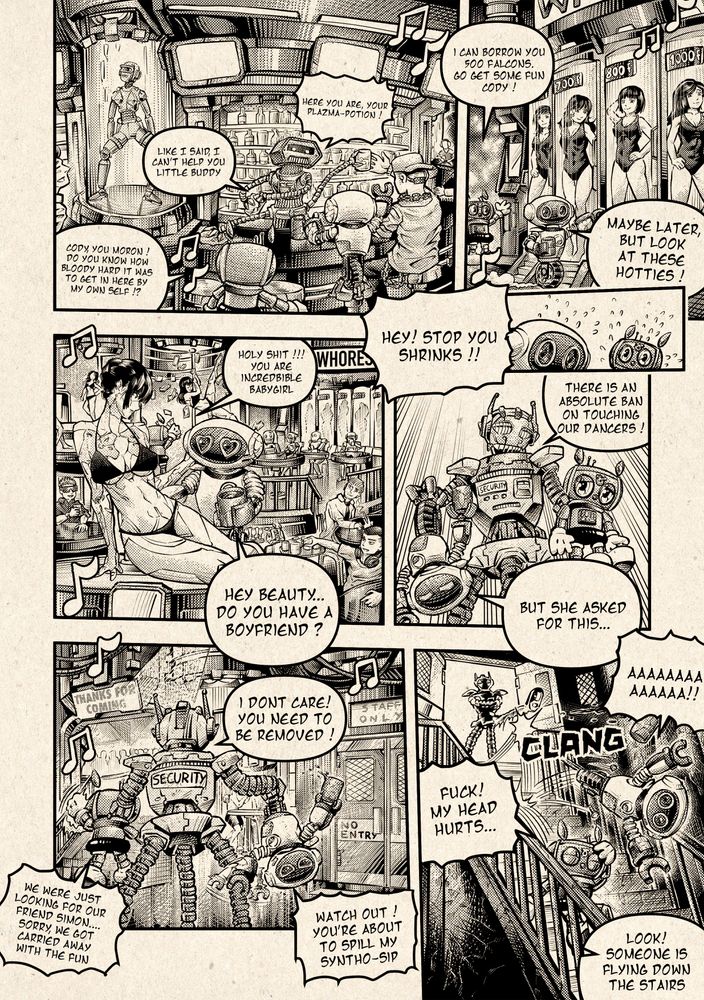 LIKE I SAID, I
CAN'T HELP YOU
LITTLE BUDDY
HERE YOU ARE, YOUR
PLAZMA-POTION !
CODY, YOU MORON !
DO YOU KNOW HOW
BLOODY HARD IT WAS
TO GET IN HERE BY
MY OWN SELF !?
I CAN BORROW YOU
500 FALCONS.
GO GET SOME FUN
CODY !
700f
800f
1000f
MAYBE LATER,
BUT LOOK
AT THESE
HOTTIES !
HEY! STOP YOU
SHRINKS !!
HOLY SHIT !!!
YOU ARE
INCREDBIBLE
BABYGIRL
WHORES
HEY BEAUTY..
DO YOU HAVE A
BOYFRIEND ?
THERE IS AN
ABSOLUTE BAN
ON TOUCHING
OUR DANCERS !
SECURITY
BUT SHE ASKED
FOR THIS...
THANKS FOR
COMING
I DONT CARE!
YOU NEED TO
BE REMOVED !
STAFF
ONLY
SECURITY
NO
ENTRY
WE WERE JUST
LOOKING FOR OUR
FRIEND SIMON....
SORRY, WE GOT
CARRIED AWAY
WITH THE FUN
WATCH OUT !
YOU'RE ABOUT
TO SPILL MY
SYNTHO-SIP
AAAAAAAA
AAAAAA!!
CLANG
FUCK!
MY HEAD
HURTS...
LOOK!
SOMEONE IS
FLYING DOWN
THE STAIRS